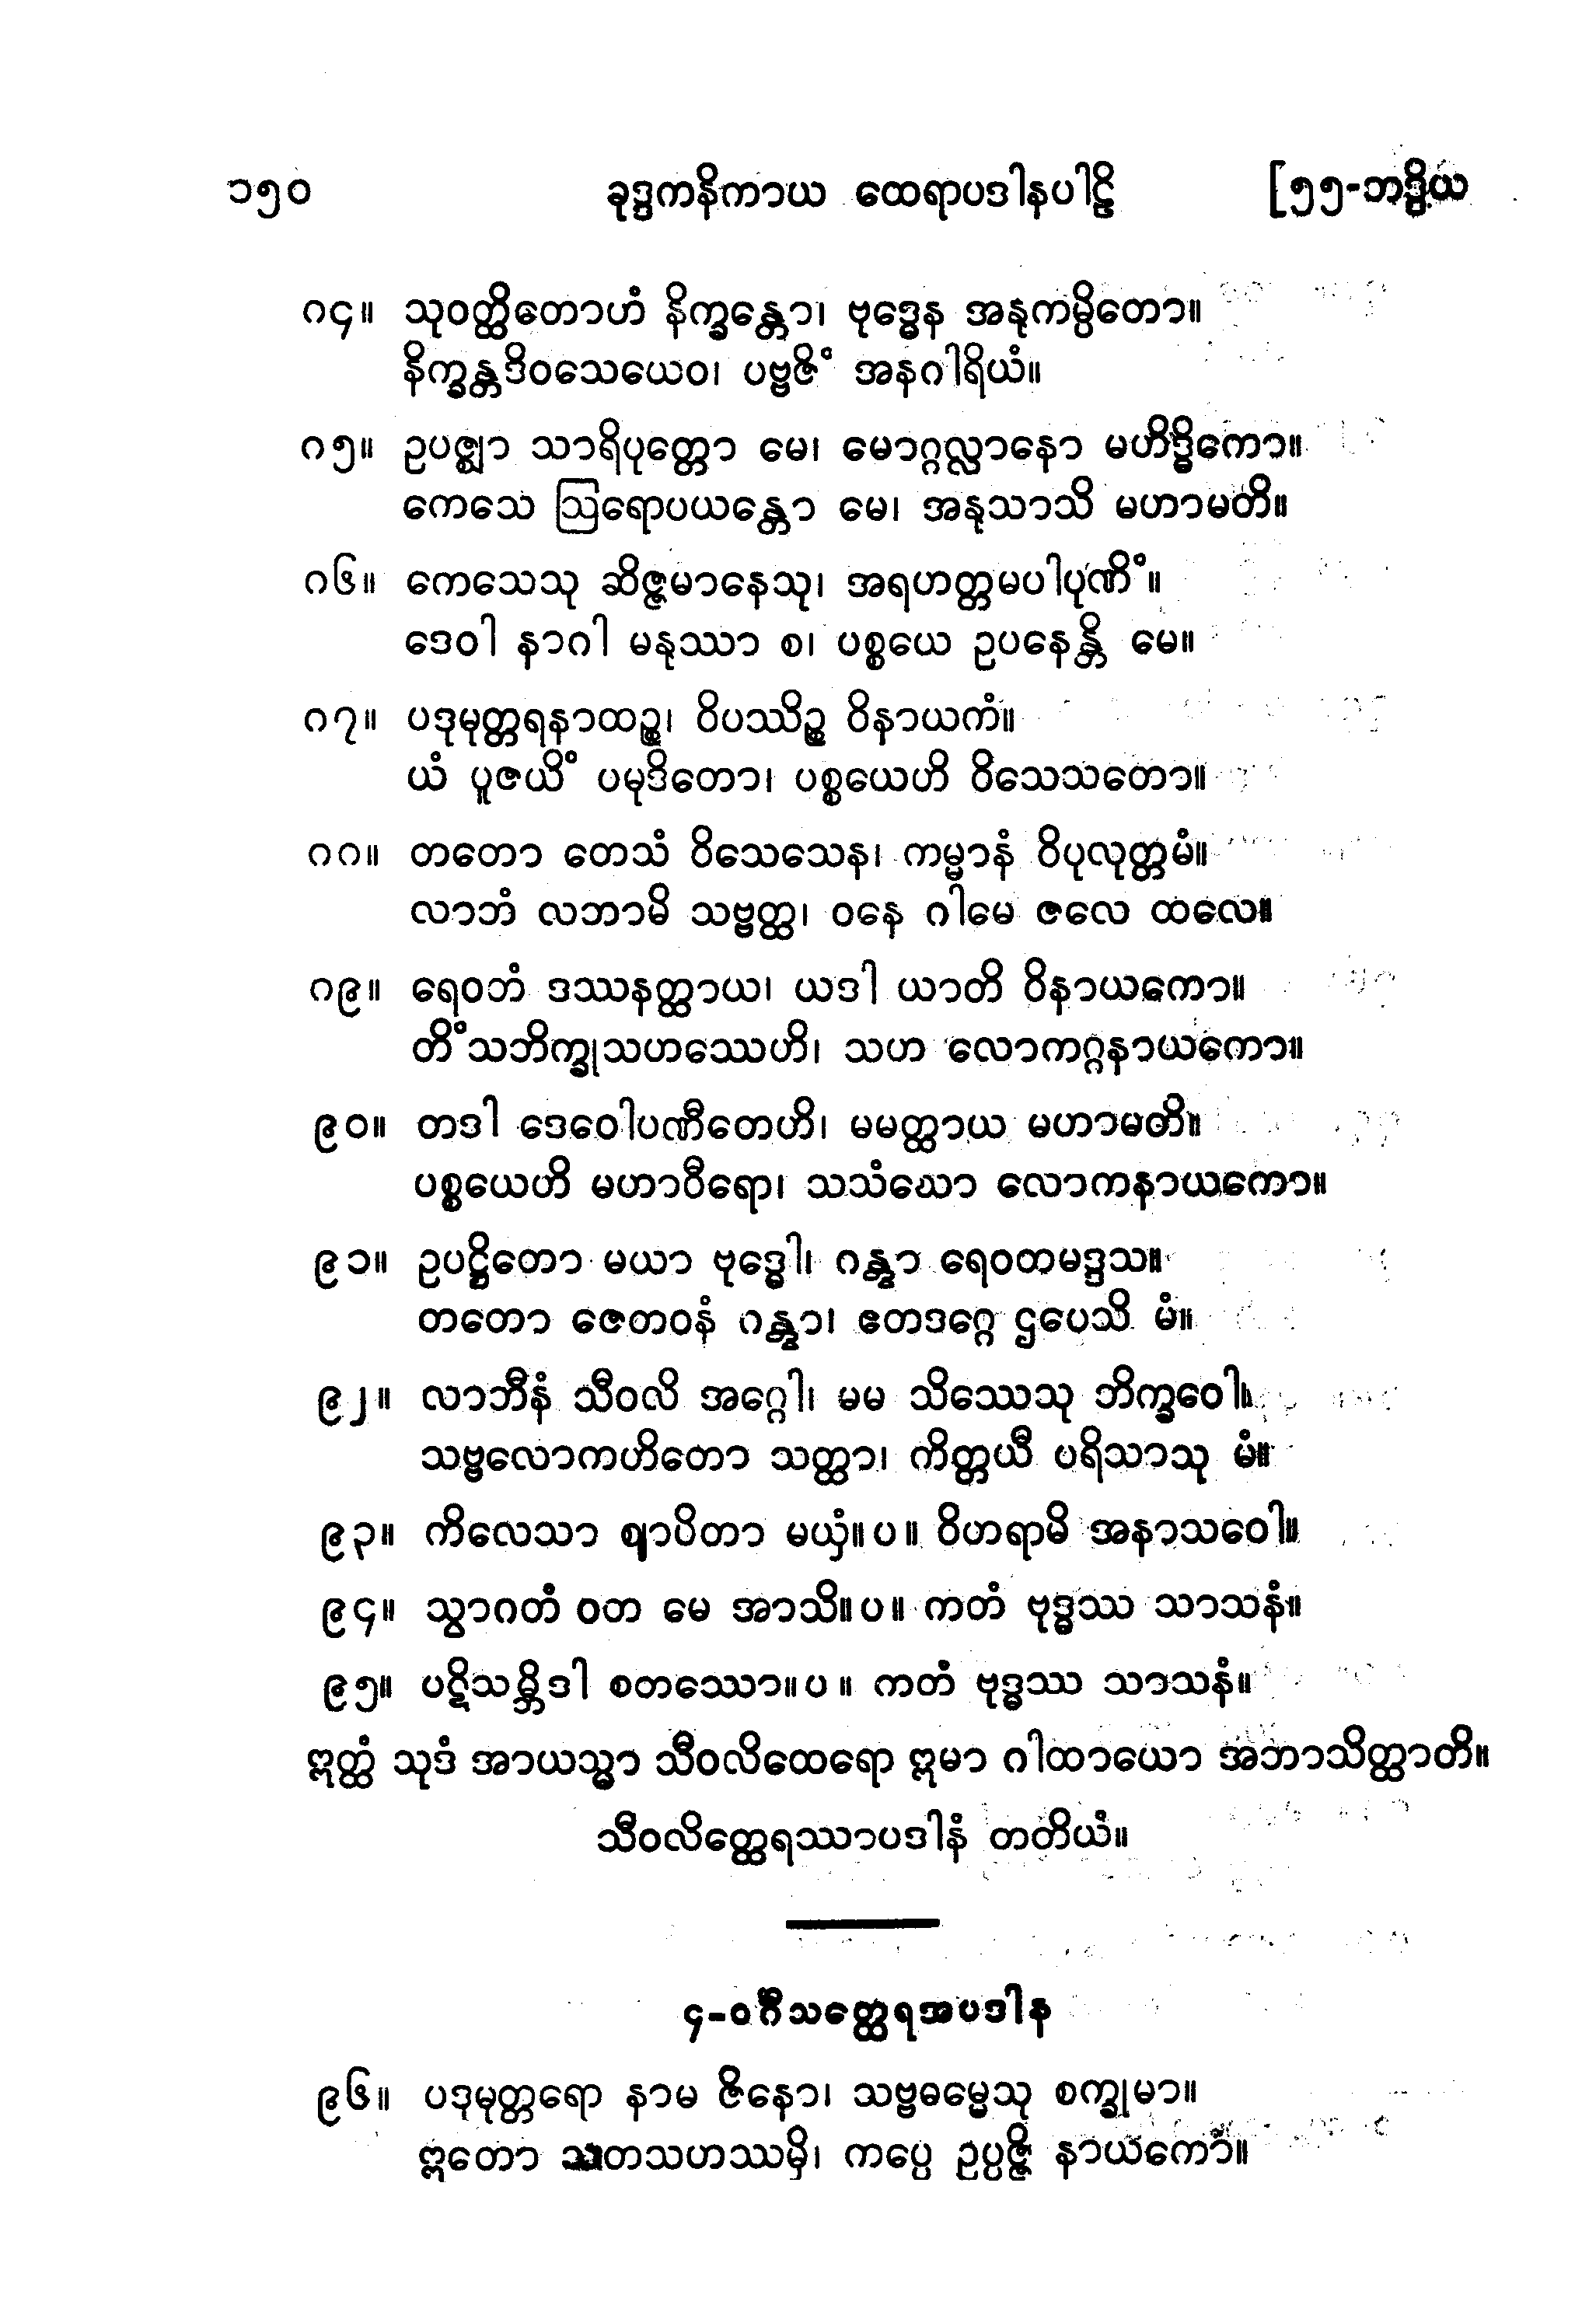 ၁၅၀ ခုဒ္ဒကနိကာယ ထေရာပဒါနပါဠိ [၅၅-ဘဒ္ဒိယ
၈၄။ သုဝတ္ထိတောဟံ နိက္ခန္တော၊ ဗုဒ္ဓေန အနုကမ္ပိတော။
နိက္ခန္တဒိဝသေယေဝ၊ ပဗ္ဗဇိံ အနဂါရိယံ။
၈၅။ ဥပဇ္ဈာ သာရိပုတ္တော မေ၊ မောဂ္ဂလ္လာနော မဟိဒ္ဓိကော။
ကေသေ ဩရောပယန္တော မေ၊ အနုသာသိ မဟာမတိ။
၈၆။ ကေသေသု ဆိဇ္ဇမာနေသု၊ အရဟတ္တမပါပုဏိံ။
ဒေဝါ နာဂါ မနုဿာ စ၊ ပစ္စယေ ဥပနေန္တိ မေ။
၈၇။ ပဒုမုတ္တရနာထဉ္စ၊ ဝိပဿိဉ္စ ဝိနာယကံ။
ယံ ပူဇယိံ ပမုဒိတော၊ ပစ္စယေဟိ ဝိသေသတော။
၈၈။ တတော တေသံ ဝိသေသေန၊ ကမ္မာနံ ဝိပုလုတ္တမံ။
လာဘံ လဘာမိ သဗ္ဗတ္ထ၊ ဝနေ ဂါမေ ဇလေ ထလေ။
၈၉။ ရေဝတံ ဒဿနတ္ထာယ၊ ယဒါ ယာတိ ဝိနာယကော။
တိံသဘိက္ခုသဟဿေဟိ၊ သဟ လောကဂ္ဂနာယကော။
၉၀။ တဒါ ဒေဝေါပဏီတေဟိ၊ မမတ္ထာယ မဟာမတိ။
ပစ္စယေဟိ မဟာဝီရော၊ သသံဃော လောကနာယကော။
၉၁။ ဥပဋ္ဌိတော မယာ ဗုဒ္ဓေါ၊ ဂန္တွာ ရေဝတမဒ္ဒသ။
တတော ဇေတဝနံ ဂန္တွာ၊ ဧတဒဂ္ဂေ ဌပေသိ မံ။
၉၂။ လာဘီနံ သီဝလိ အဂ္ဂေါ၊ မမ သိဿေသု ဘိက္ခဝေါ။
သဗ္ဗလောကဟိတော သတ္ထာ၊ ကိတ္တယီ ပရိသာသု မံ။
၉၃။ ကိလေသာ ဈာပိတာ မယှံ။ပ။ ဝိဟရာမိ အနာသဝေါ။
၉၄။ သွာဂတံ ဝတ မေ အာသိ။ပ။ ကတံ ဗုဒ္ဓဿ သာသနံ။
၉၅။ ပဋိသမ္ဘိဒါ စတဿော။ပ။ ကတံ ဗုဒ္ဓဿ သာသနံ။
ဣတ္ထံ သုဒံ အာယသ္မာ သီဝလိထေရော ဣမာ ဂါထာယော အဘာသိတ္ထာတိ။
သီဝလိတ္ထေရဿာပဒါနံ တတိယံ။
၄-ဝင်္ဂီသတ္ထေရအပဒါန
၉၆။ ပဒုမုတ္တရော နာမ ဇိနော၊ သဗ္ဗဓမ္မေသု စက္ခုမာ။
ဣတော သတသဟဿမှိ၊ ကပ္ပေ ဥပ္ပဇ္ဇိ နာယကော။